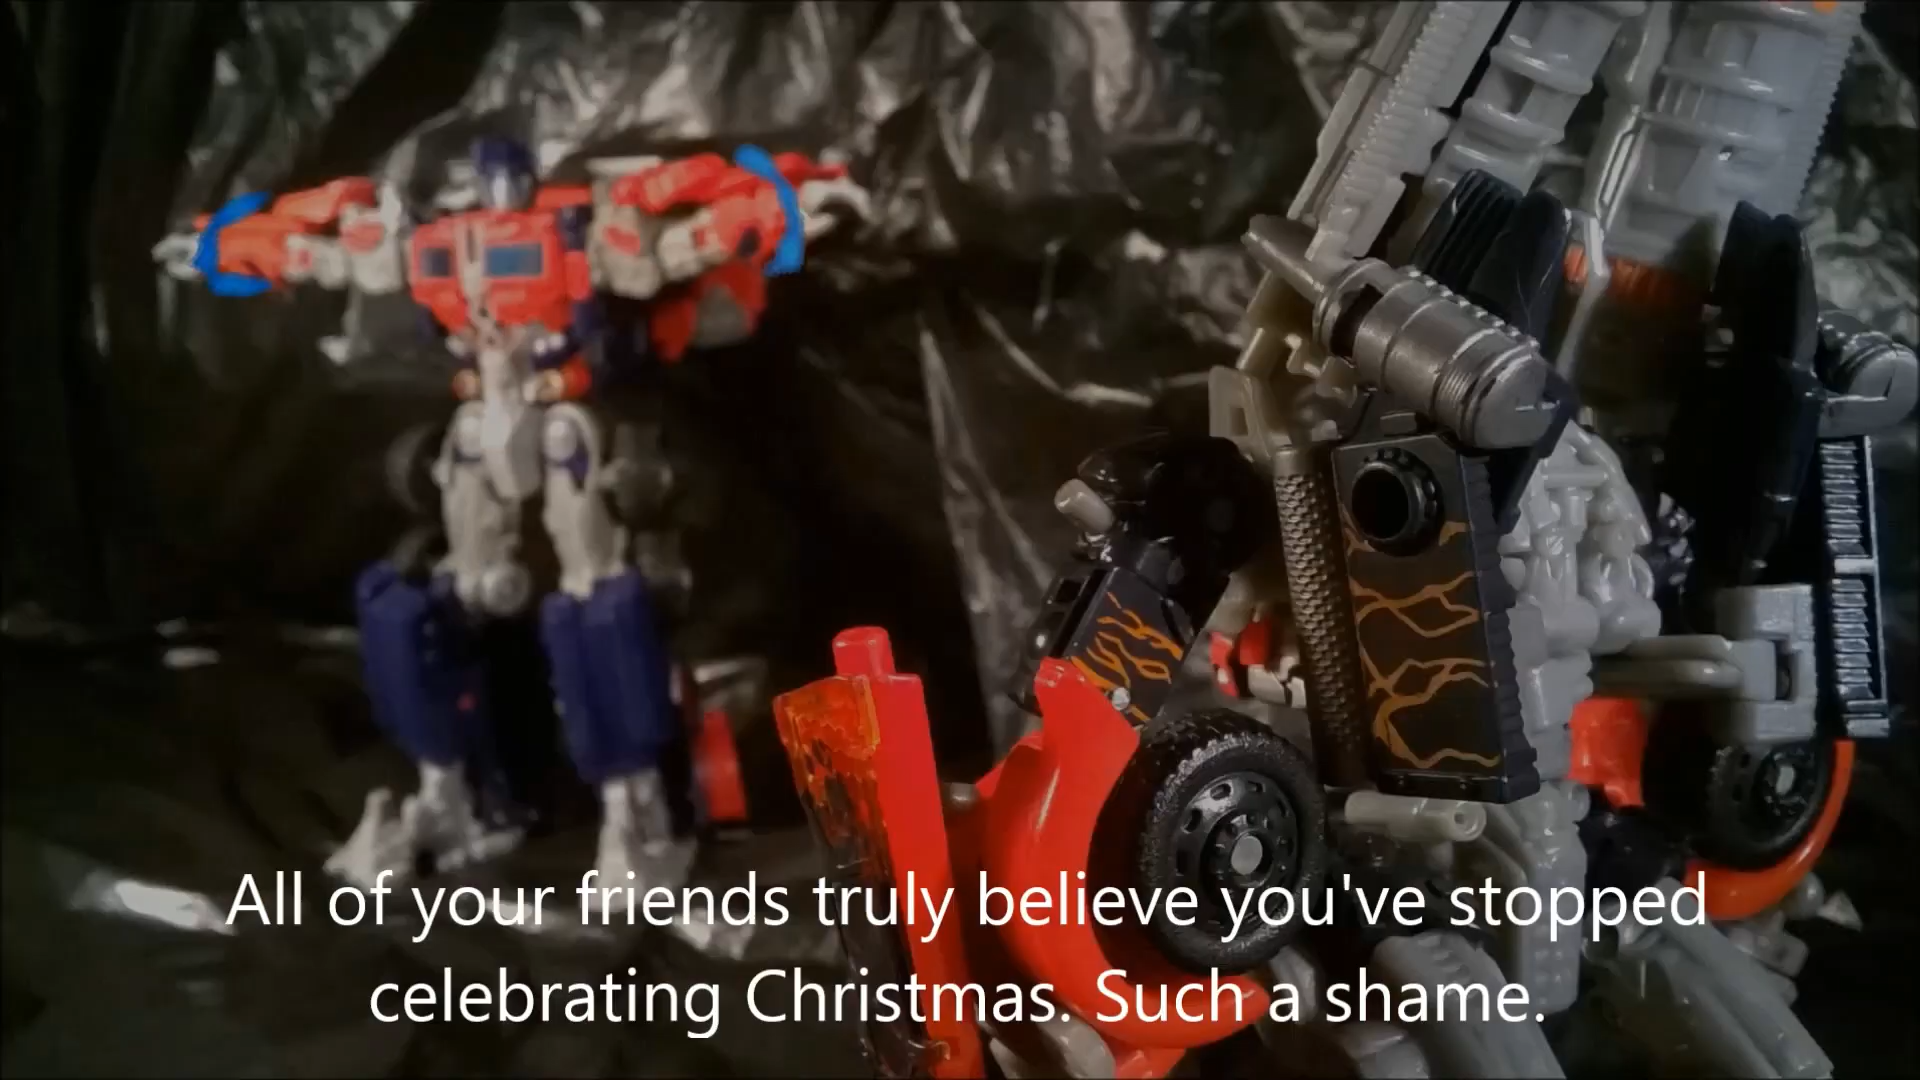 All of your friends truly believe you've stopped
celebrating Christmas. Such a shame.